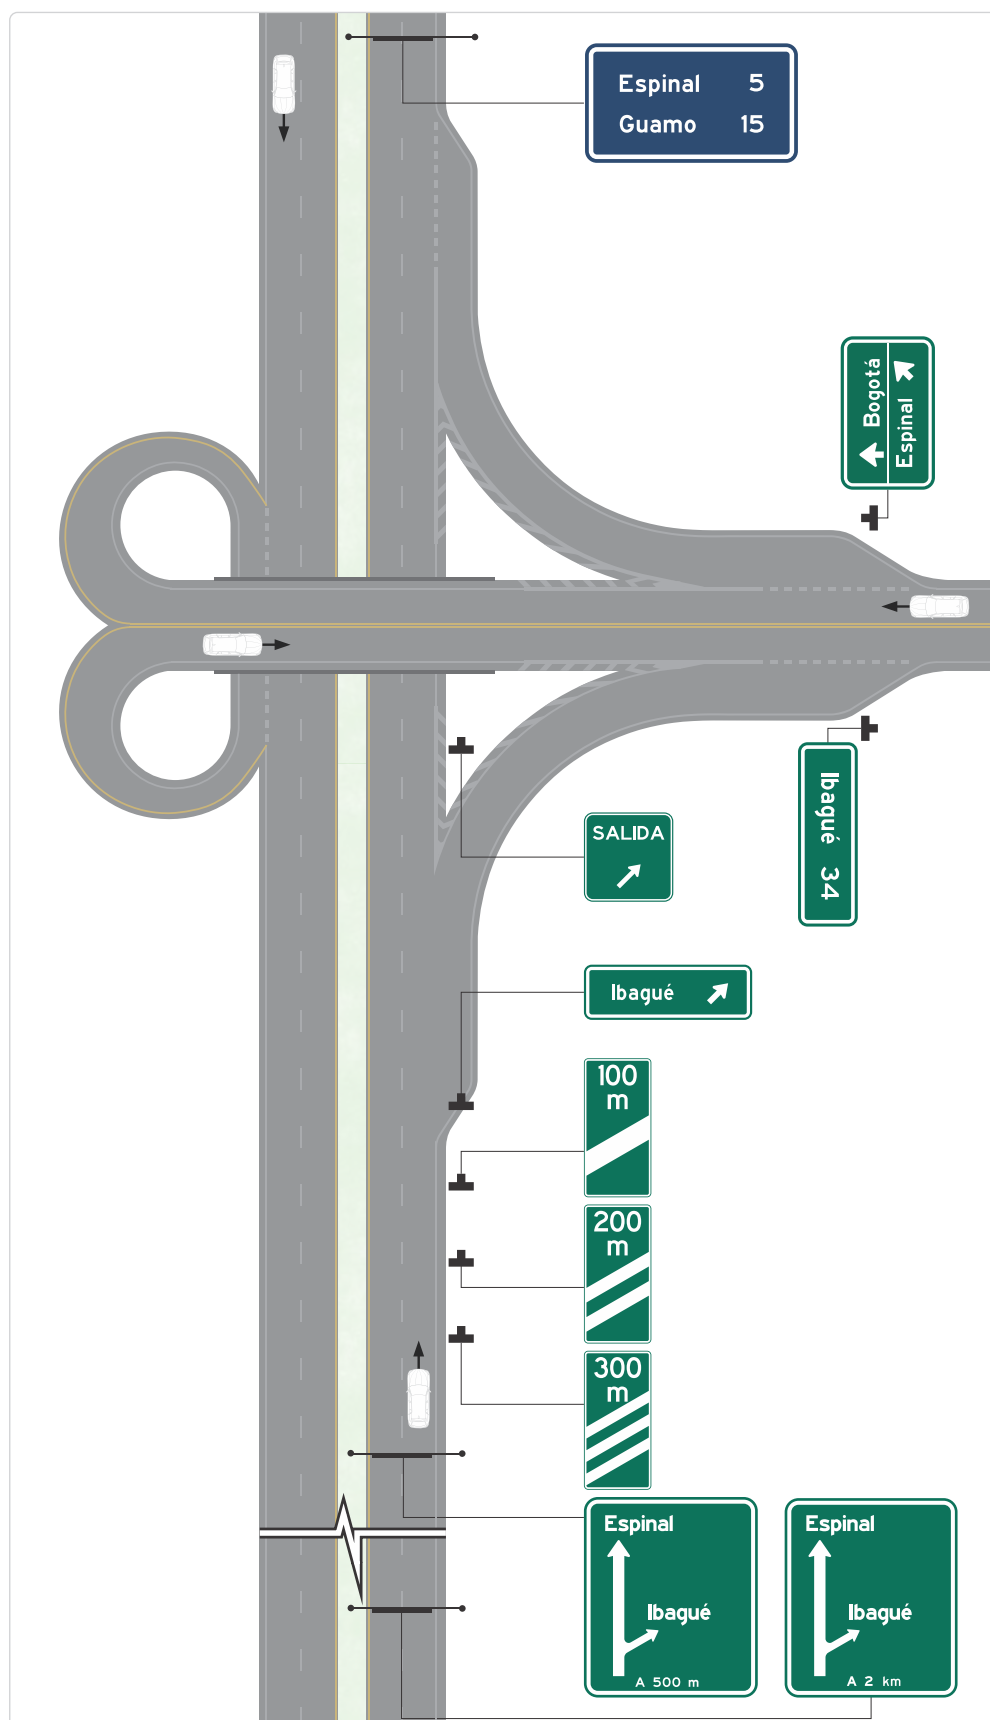 Espinal 5
Guamo 15
Bogotá
Espinal
SALIDA
Ibagué 34
Ibagué
100
m
200
m
300
m
Espinal
Ibagué
A 500 m
Espinal
Ibagué
A 2 km